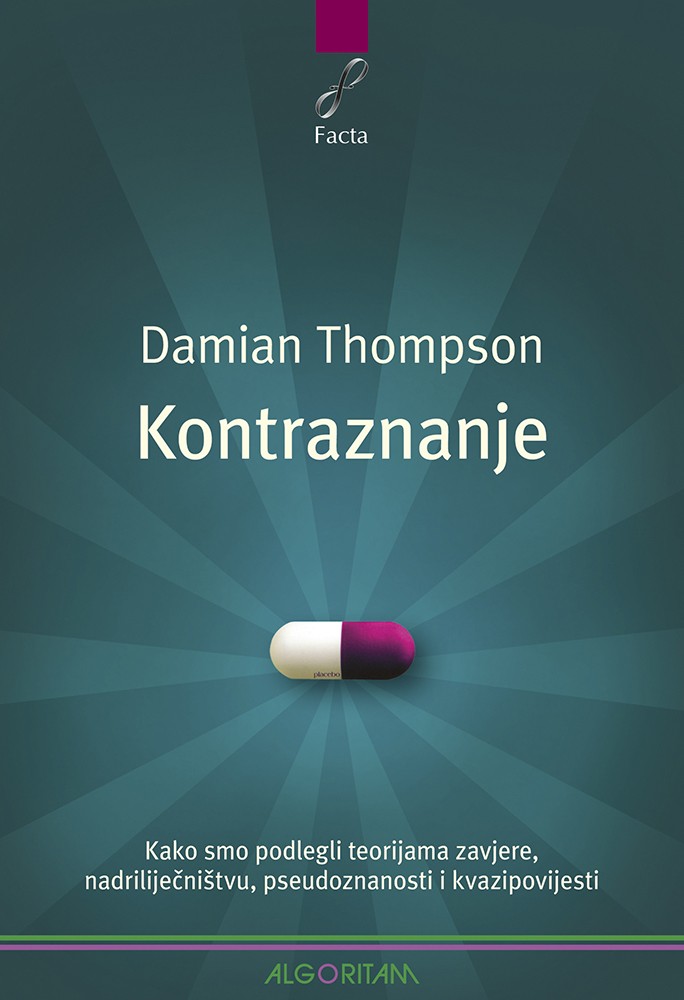 Facta
Damian Thompson
Kontraznanje
placebo
Kako smo podlegli teorijama zavjere,
nadriliječništvu, pseudoznanosti i kvazipovijesti
ALGORITAM